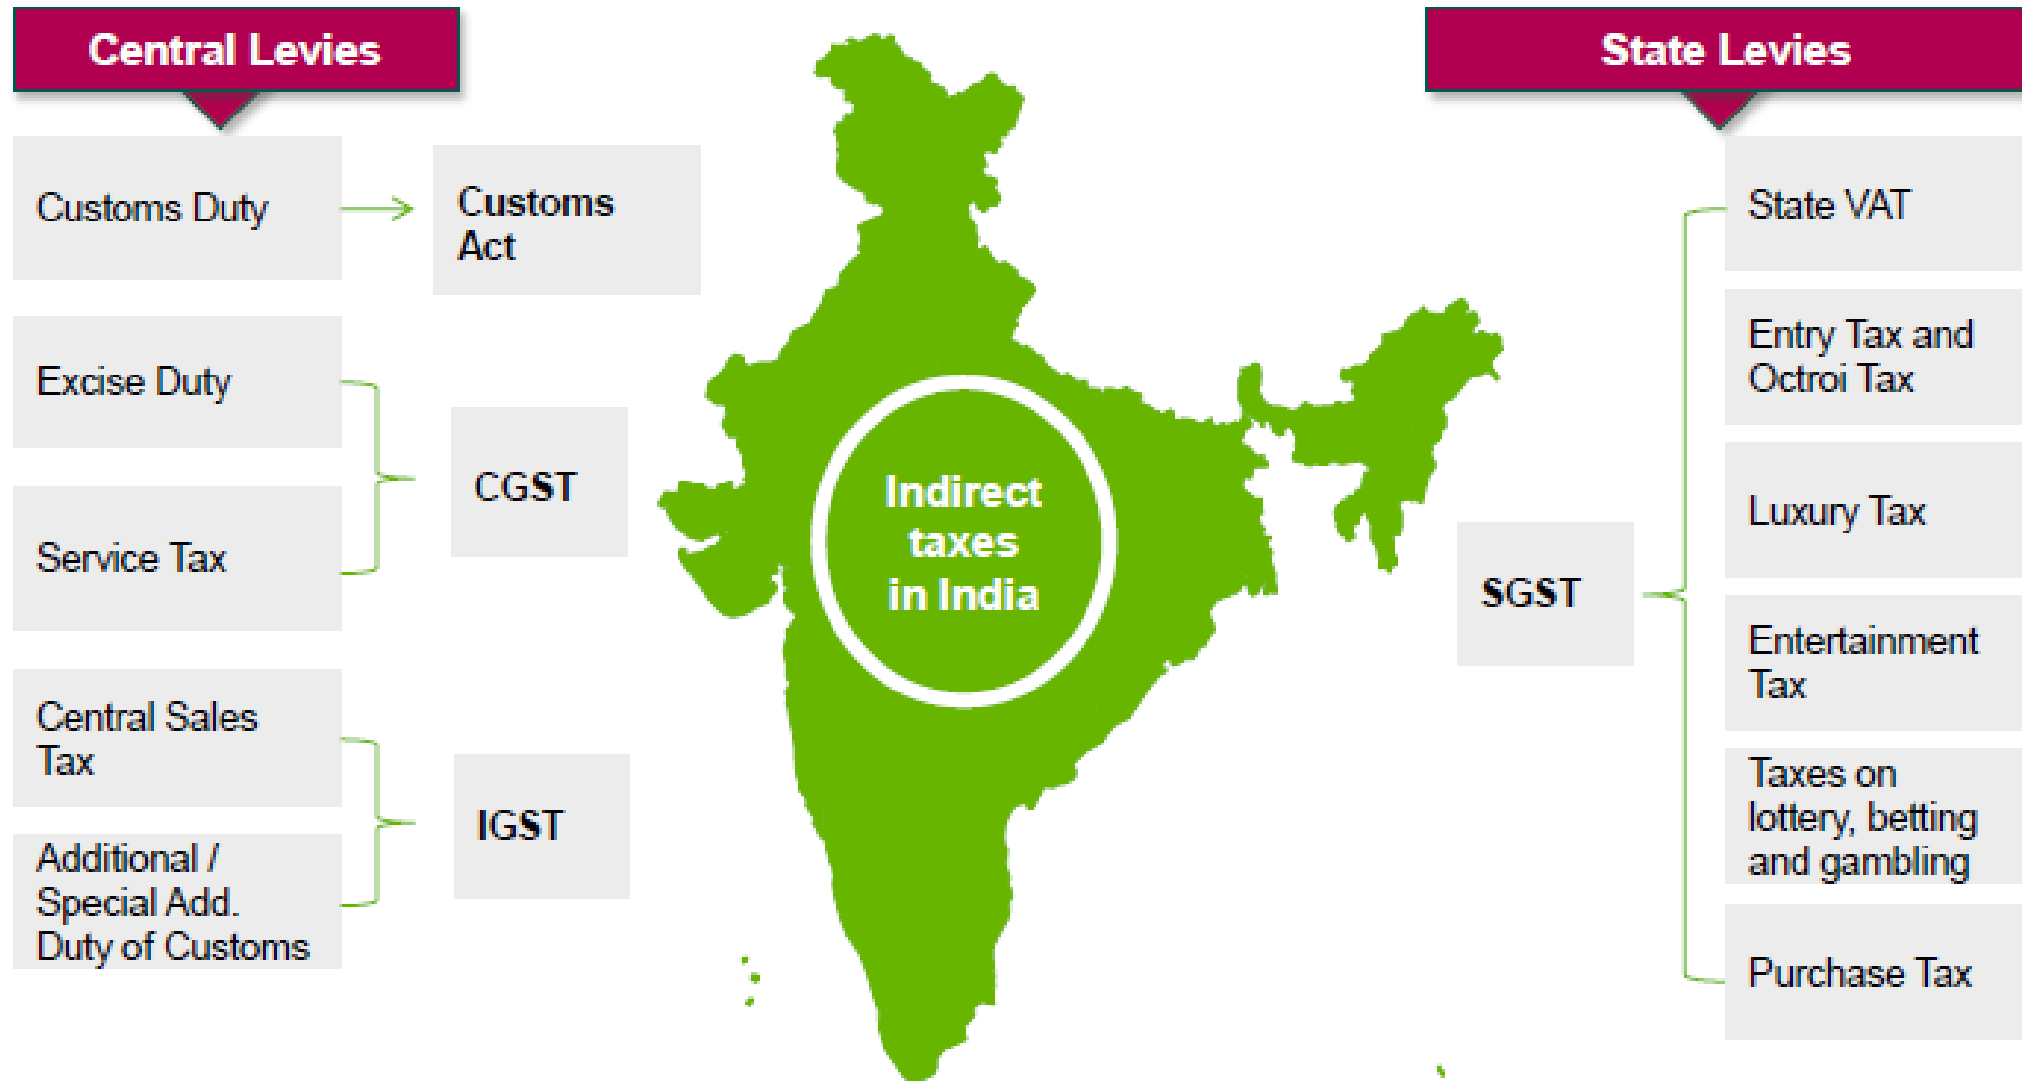 Central Levies
Customs Duty
Customs
Act
Excise Duty
CGST
Service Tax
Central Sales
Tax
IGST
Additional /
Special Add.
Duty of Customs
Indirect
taxes
in India
State Levies
State VAT
Entry Tax and
Octroi Tax
Luxury Tax
SGST
Entertainment
Tax
Taxes on
lottery, betting
and gambling
Purchase Tax